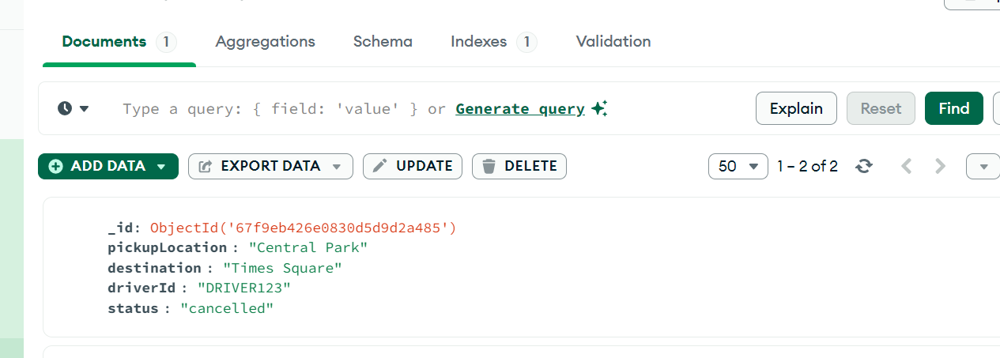 Documents 1 Aggregations Schema Indexes 1 Validation
Type a query: { field: 'value' } or Generate query Explain Reset Find
ADD DATA EXPORT DATA UPDATE DELETE 50 1 – 2 of 2
_id: ObjectId('67f9eb426e0830d5d9d2a485')
pickupLocation : "Central Park"
destination : "Times Square"
driverId : "DRIVER123"
status : "cancelled"